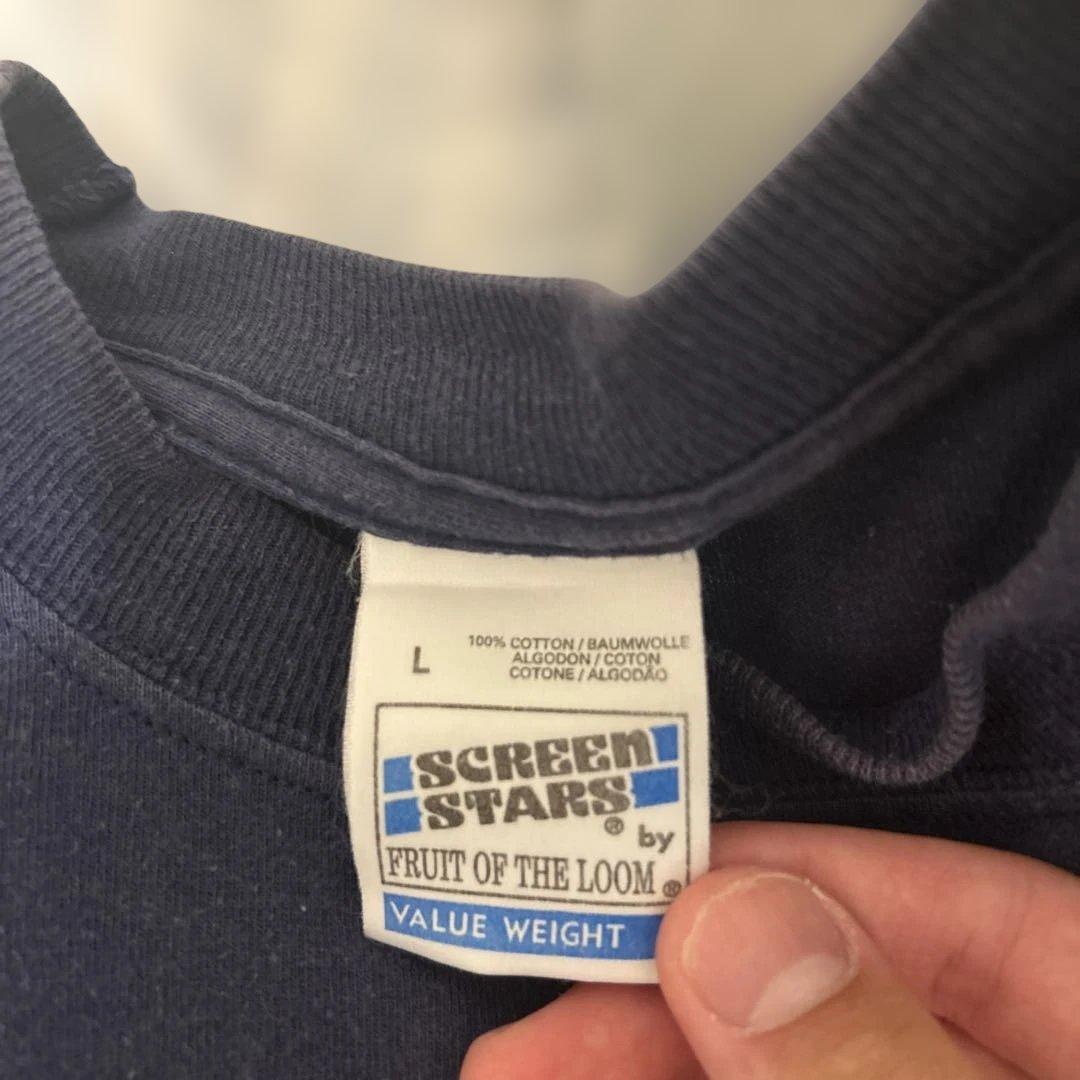 L
100% COTTON / BAUMWOLLE
ALGODON / COTON
COTONE / ALGODÃO
SCREEN
STARS®
by
FRUIT OF THE LOOM®
VALUE WEIGHT